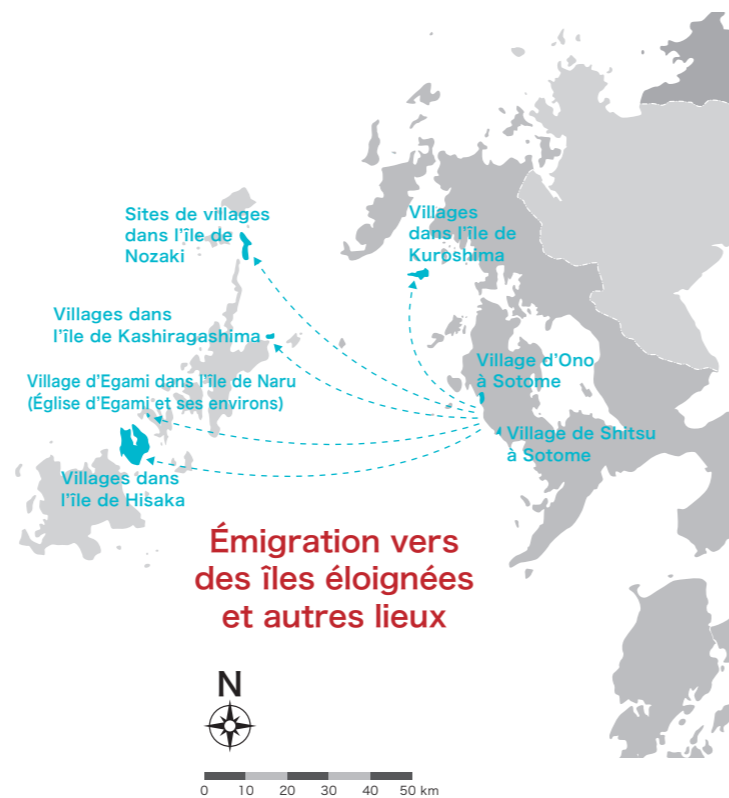 Sites de villages
dans l'île de
Nozaki
Villages
dans l'île de
Kuroshima
Villages dans
l'île de Kashiragashima
Village d'Egami dans l'île de Naru
(Église d'Egami et ses environs)
Villages dans
l'île de Hisaka
Village d'Ono
à Sotome
Village de Shitsu
à Sotome
Émigration vers
des îles éloignées
et autres lieux
N
0 10 20 30 40 50 km